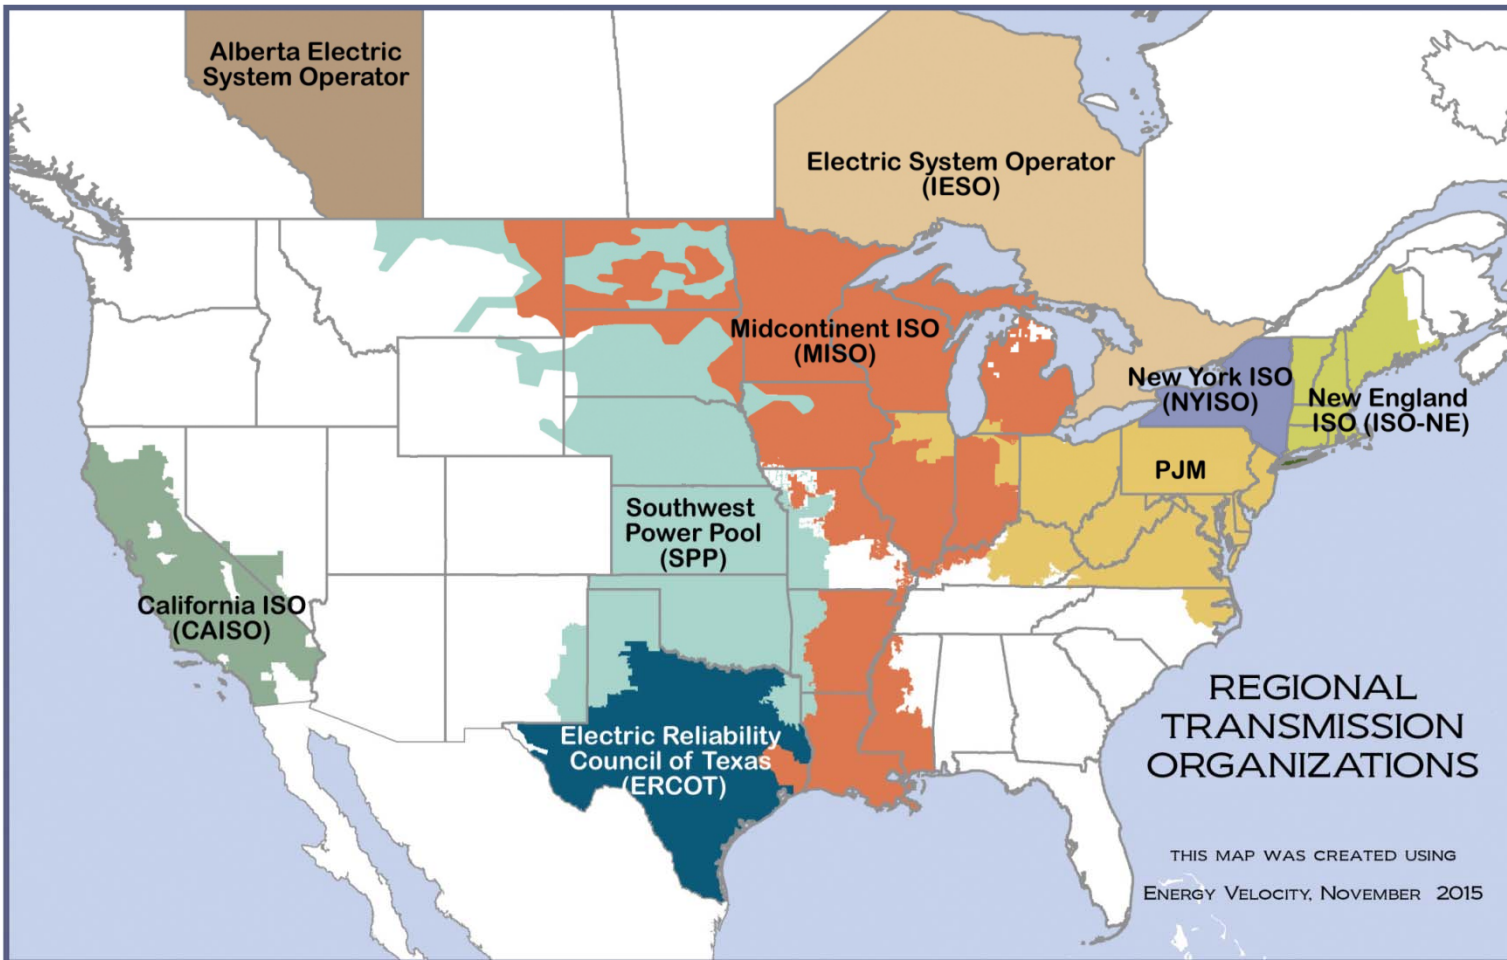 Alberta Electric
System Operator
Electric System Operator
(IESO)
Midcontinent ISO
(MISO)
New York ISO
(NYISO)
New England
ISO (ISO-NE)
PJM
Southwest
Power Pool
(SPP)
California ISO
(CAISO)
Electric Reliability
Council of Texas
(ERCOT)
REGIONAL
TRANSMISSION
ORGANIZATIONS
THIS MAP WAS CREATED USING
ENERGY VELOCITY, NOVEMBER 2015